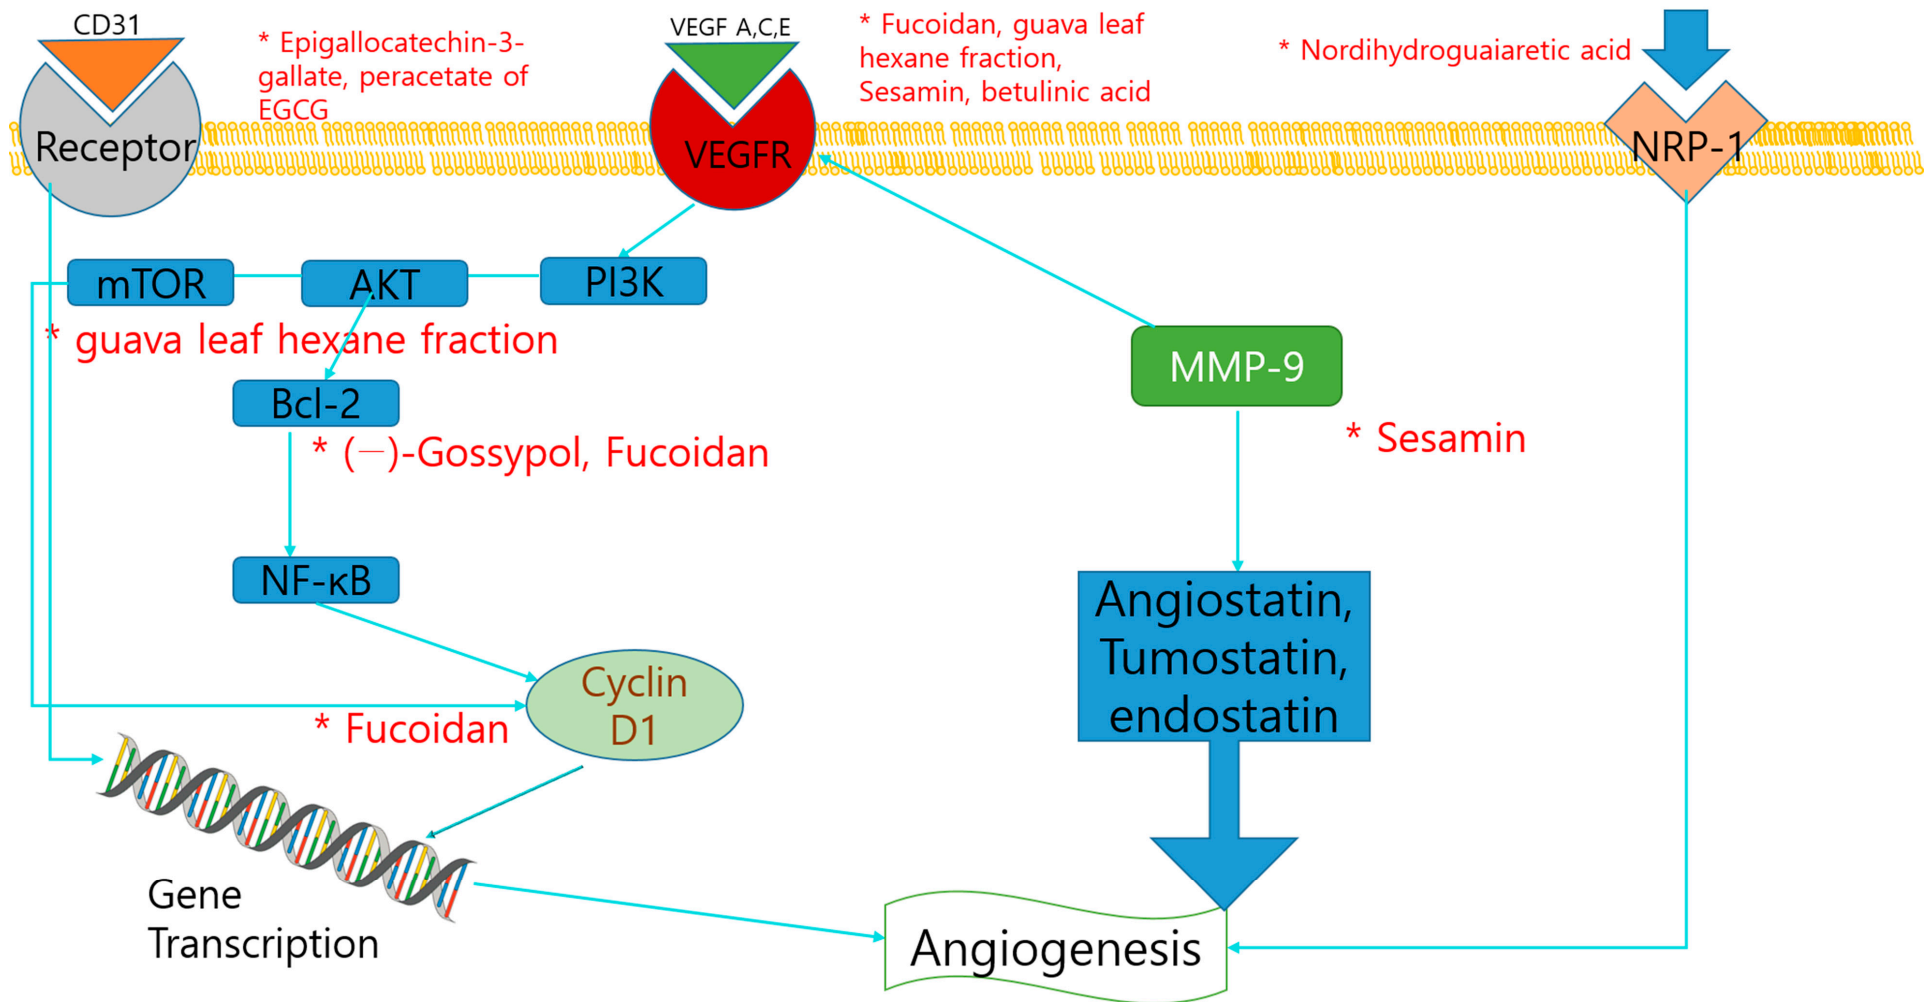 CD31
* Epigallocatechin-3-
gallate, peracetate of
EGCG
Receptor
VEGF A,C,E
VEGFR
* Fucoidan, guava leaf
hexane fraction,
Sesamin, betulinic acid
* Nordihydroguaiaretic acid
NRP-1
mTOR
AKT
PI3K
* guava leaf hexane fraction
Bcl-2
* (−)-Gossypol, Fucoidan
MMP-9
* Sesamin
NF-κB
Angiostatin,
Tumostatin,
endostatin
Cyclin
D1
* Fucoidan
Gene
Transcription
Angiogenesis